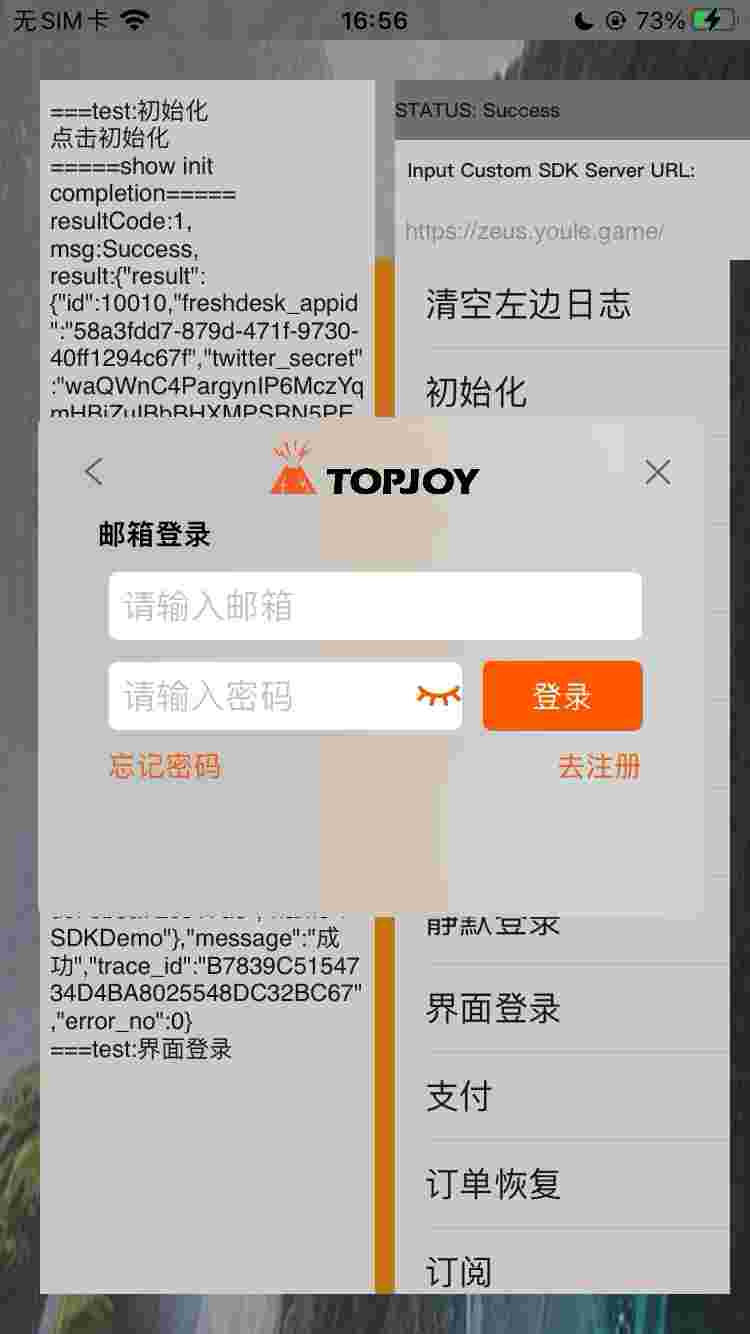 无SIM卡
16:56
73%
===test:初始化
点击初始化
=====show init
completion=====
resultCode:1,
msg:Success,
result:{"result":
{"id":10010,"freshdesk_appid
":"58a3fdd7-879d-471f-9730-
40ff1294c67f","twitter_secret"
:"waQWnC4PargynIP6MczYq
STATUS: Success
Input Custom SDK Server URL:
https://zeus.youle.game/
清空左边日志
初始化
TOPJOY
邮箱登录
请输入邮箱
请输入密码
登录
忘记密码
去注册
SDKDemo"},"message":"成
功","trace_id":"B7839C51547
34D4BA8025548DC32BC67"
,"error_no":0}
===test:界面登录
静默登录
界面登录
支付
订单恢复
订阅